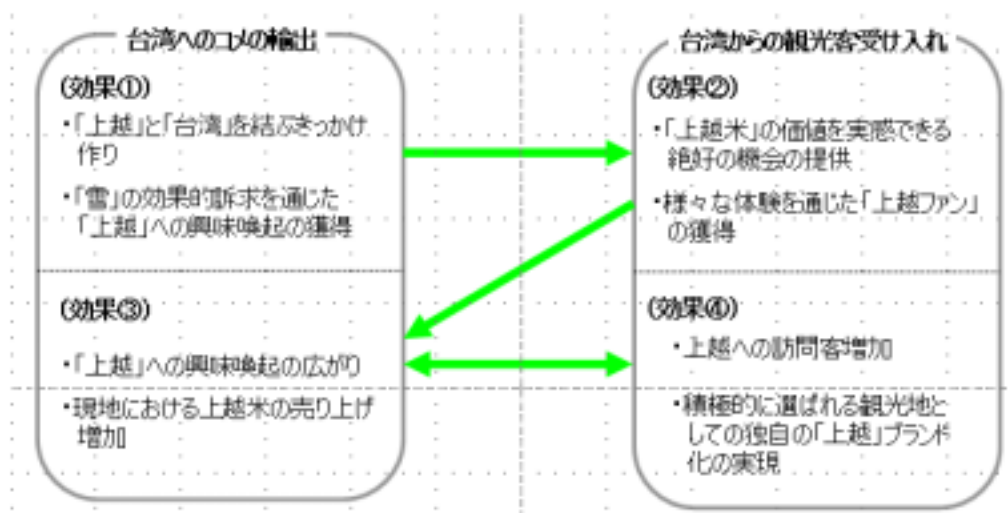 台湾へのコメの輸出
(効果①)
・「上越」と「台湾」を結ぶきっかけ
作り
・「雪」の効果的訴求を通じた
「上越」への興味喚起の獲得
(効果③)
・「上越」への興味喚起の広がり
・現地における上越米の売り上げ
増加
台湾からの観光客受け入れ
(効果②)
・「上越米」の価値を実感できる
絶好の機会の提供
・様々な体験を通じた「上越ファン」
の獲得
(効果④)
・上越への訪問客増加
・積極的に選ばれる観光地と
しての独自の「上越」ブランド
化の実現